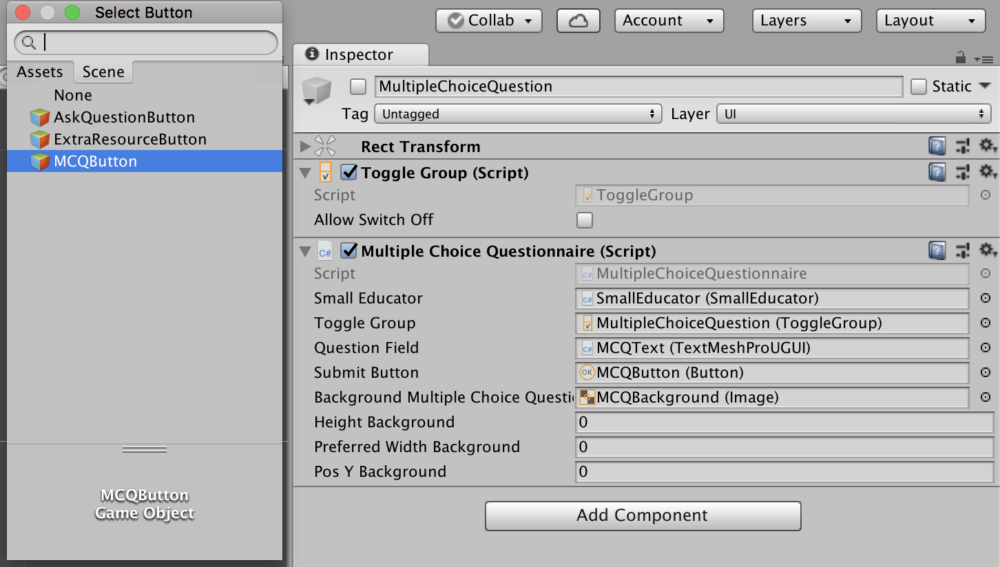 Select Button
Assets Scene
None
AskQuestionButton
ExtraResourceButton
MCQButton
MCQButton
Game Object
Collab Account Layers Layout
Inspector
MultipleChoiceQuestion Static
Tag Untagged Layer UI
Rect Transform
Toggle Group (Script)
Script ToggleGroup
Allow Switch Off
C# Multiple Choice Questionnaire (Script)
Script C# MultipleChoiceQuestionnaire
Small Educator C# SmallEducator (SmallEducator)
Toggle Group MultipleChoiceQuestion (ToggleGroup)
Question Field C# MCQText (TextMeshProUGUI)
Submit Button OK MCQButton (Button)
Background Multiple Choice Questi MCQBackground (Image)
Height Background 0
Preferred Width Background 0
Pos Y Background 0
Add Component